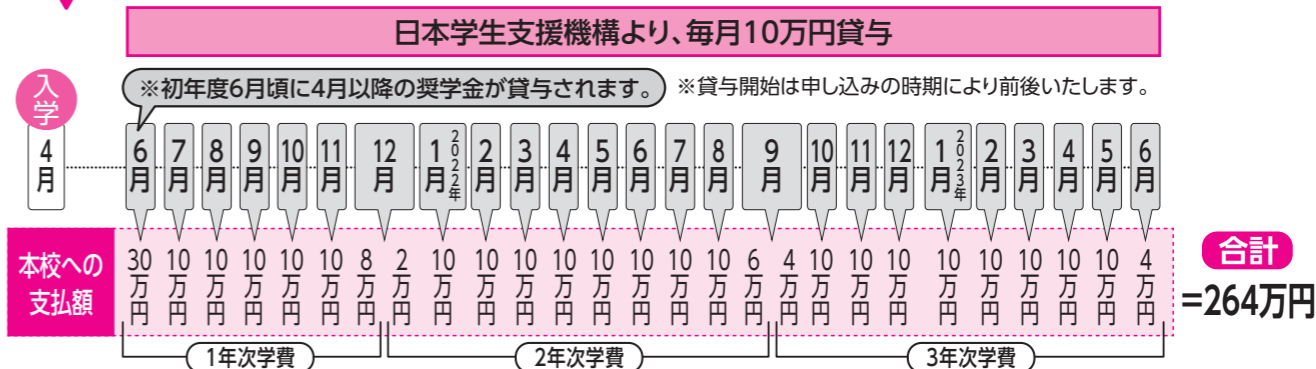 日本学生支援機構より、毎月10万円貸与
入学
※初年度6月頃に4月以降の奨学金が貸与されます。
※貸与開始は申し込みの時期により前後いたします。
4月 6月 7月 8月 9月 10月 11月 12月 1月 2022年 2月 3月 4月 5月 6月 7月 8月 9月 10月 11月 12月 1月 2023年 2月 3月 4月 5月 6月
本校への
支払額
30万円 10万円 10万円 10万円 10万円 10万円 8万円 2万円 10万円 10万円 10万円 10万円 10万円 10万円 10万円 10万円 6万円 4万円 10万円 10万円 10万円 10万円 10万円 10万円 10万円 10万円 4万円
合計
=264万円
1年次学費 2年次学費 3年次学費